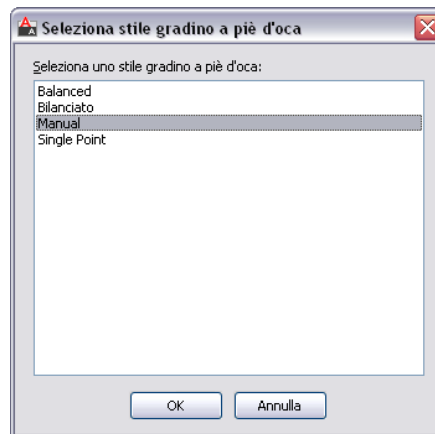 Seleziona stile gradino a piè d'oca
Seleziona uno stile gradino a piè d'oca:
Balanced
Bilanciato
Manual
Single Point
OK
Annulla